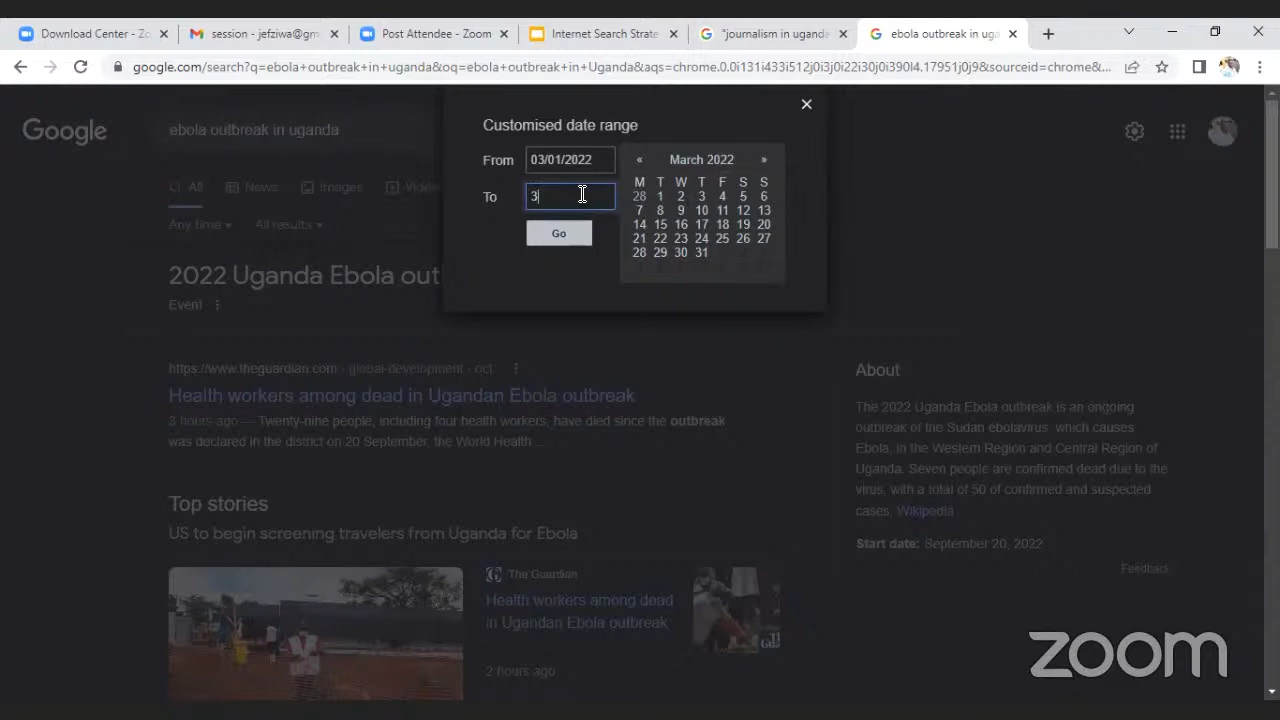 Download Center - Zo
session - jefziwa@gm
Post Attendee - Zoom
Internet Search Strate
"journalism in uganda
ebola outbreak in uga
google.com/search?q=ebola+outbreak+in+uganda&oq=ebola+outbreak+in+Uganda&aqs=chrome.0.0i131i433i512j0i3j0i22i30j0i390l4.17951j0j9&sourceid=chrome&...
Google
ebola outbreak in uganda
All
News
Images
Video
Any time
All results
Customised date range
From
03/01/2022
To
3
Go
« March 2022 »
M T W T F S S
28 1 2 3 4 5 6
7 8 9 10 11 12 13
14 15 16 17 18 19 20
21 22 23 24 25 26 27
28 29 30 31
2022 Uganda Ebola out
Event
https://www.theguardian.com › global-development › oct
Health workers among dead in Ugandan Ebola outbreak
3 hours ago — Twenty-nine people, including four health workers, have died since the outbreak
was declared in the district on 20 September, the World Health ...
Top stories
US to begin screening travelers from Uganda for Ebola
The Guardian
Health workers among dead
in Ugandan Ebola outbreak
2 hours ago
About
The 2022 Uganda Ebola outbreak is an ongoing
outbreak of the Sudan ebolavirus, which causes
Ebola, in the Western Region and Central Region of
Uganda. Seven people are confirmed dead due to the
virus, with a total of 50 of confirmed and suspected
cases. Wikipedia
Start date: September 20, 2022
Feedback
zoom